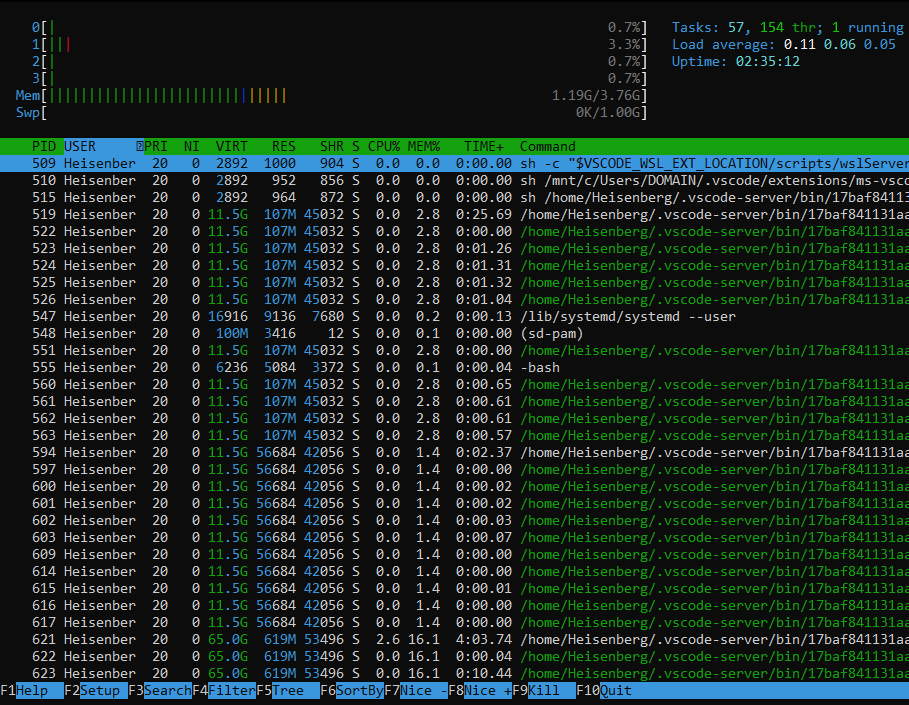 0[| 0.7%] Tasks: 57, 154 thr; 1 running
1[||| 3.3%] Load average: 0.11 0.06 0.05
2[| 0.7%] Uptime: 02:35:12
3[| 0.7%]
Mem[|||||||||||||||||||||||||||||| 1.19G/3.76G]
Swp[ 0K/1.00G]
PID USER PRI NI VIRT RES SHR S CPU% MEM% TIME+ Command
509 Heisenber 20 0 2892 1000 904 S 0.0 0.0 0:00.00 sh -c "$VSCODE_WSL_EXT_LOCATION/scripts/wslServer
510 Heisenber 20 0 2892 952 856 S 0.0 0.0 0:00.00 sh /mnt/c/Users/DOMAIN/.vscode/extensions/ms-vsco
515 Heisenber 20 0 2892 964 872 S 0.0 0.0 0:00.00 sh /home/Heisenberg/.vscode-server/bin/17baf84113
519 Heisenber 20 0 11.5G 107M 45032 S 0.0 2.8 0:25.69 /home/Heisenberg/.vscode-server/bin/17baf841131aa
522 Heisenber 20 0 11.5G 107M 45032 S 0.0 2.8 0:00.00 /home/Heisenberg/.vscode-server/bin/17baf841131aa
523 Heisenber 20 0 11.5G 107M 45032 S 0.0 2.8 0:01.26 /home/Heisenberg/.vscode-server/bin/17baf841131aa
524 Heisenber 20 0 11.5G 107M 45032 S 0.0 2.8 0:01.31 /home/Heisenberg/.vscode-server/bin/17baf841131aa
525 Heisenber 20 0 11.5G 107M 45032 S 0.0 2.8 0:01.32 /home/Heisenberg/.vscode-server/bin/17baf841131aa
526 Heisenber 20 0 11.5G 107M 45032 S 0.0 2.8 0:01.04 /home/Heisenberg/.vscode-server/bin/17baf841131aa
547 Heisenber 20 0 16916 9136 7680 S 0.0 0.2 0:00.13 /lib/systemd/systemd --user
548 Heisenber 20 0 100M 3416 12 S 0.0 0.1 0:00.00 (sd-pam)
551 Heisenber 20 0 11.5G 107M 45032 S 0.0 2.8 0:00.00 /home/Heisenberg/.vscode-server/bin/17baf841131aa
555 Heisenber 20 0 6236 5084 3372 S 0.0 0.1 0:00.04 -bash
560 Heisenber 20 0 11.5G 107M 45032 S 0.0 2.8 0:00.65 /home/Heisenberg/.vscode-server/bin/17baf841131aa
561 Heisenber 20 0 11.5G 107M 45032 S 0.0 2.8 0:00.61 /home/Heisenberg/.vscode-server/bin/17baf841131aa
562 Heisenber 20 0 11.5G 107M 45032 S 0.0 2.8 0:00.61 /home/Heisenberg/.vscode-server/bin/17baf841131aa
563 Heisenber 20 0 11.5G 107M 45032 S 0.0 2.8 0:00.57 /home/Heisenberg/.vscode-server/bin/17baf841131aa
594 Heisenber 20 0 11.5G 56684 42056 S 0.0 1.4 0:02.37 /home/Heisenberg/.vscode-server/bin/17baf841131aa
597 Heisenber 20 0 11.5G 56684 42056 S 0.0 1.4 0:00.00 /home/Heisenberg/.vscode-server/bin/17baf841131aa
600 Heisenber 20 0 11.5G 56684 42056 S 0.0 1.4 0:00.02 /home/Heisenberg/.vscode-server/bin/17baf841131aa
601 Heisenber 20 0 11.5G 56684 42056 S 0.0 1.4 0:00.02 /home/Heisenberg/.vscode-server/bin/17baf841131aa
602 Heisenber 20 0 11.5G 56684 42056 S 0.0 1.4 0:00.03 /home/Heisenberg/.vscode-server/bin/17baf841131aa
603 Heisenber 20 0 11.5G 56684 42056 S 0.0 1.4 0:00.07 /home/Heisenberg/.vscode-server/bin/17baf841131aa
609 Heisenber 20 0 11.5G 56684 42056 S 0.0 1.4 0:00.00 /home/Heisenberg/.vscode-server/bin/17baf841131aa
614 Heisenber 20 0 11.5G 56684 42056 S 0.0 1.4 0:00.00 /home/Heisenberg/.vscode-server/bin/17baf841131aa
615 Heisenber 20 0 11.5G 56684 42056 S 0.0 1.4 0:00.01 /home/Heisenberg/.vscode-server/bin/17baf841131aa
616 Heisenber 20 0 11.5G 56684 42056 S 0.0 1.4 0:00.00 /home/Heisenberg/.vscode-server/bin/17baf841131aa
617 Heisenber 20 0 11.5G 56684 42056 S 0.0 1.4 0:00.00 /home/Heisenberg/.vscode-server/bin/17baf841131aa
621 Heisenber 20 0 65.0G 619M 53496 S 2.6 16.1 4:03.74 /home/Heisenberg/.vscode-server/bin/17baf841131aa
622 Heisenber 20 0 65.0G 619M 53496 S 0.0 16.1 0:00.04 /home/Heisenberg/.vscode-server/bin/17baf841131aa
623 Heisenber 20 0 65.0G 619M 53496 S 0.0 16.1 0:10.44 /home/Heisenberg/.vscode-server/bin/17baf841131aa
F1Help F2Setup F3SearchF4FilterF5Tree F6SortByF7Nice -F8Nice +F9Kill F10Quit